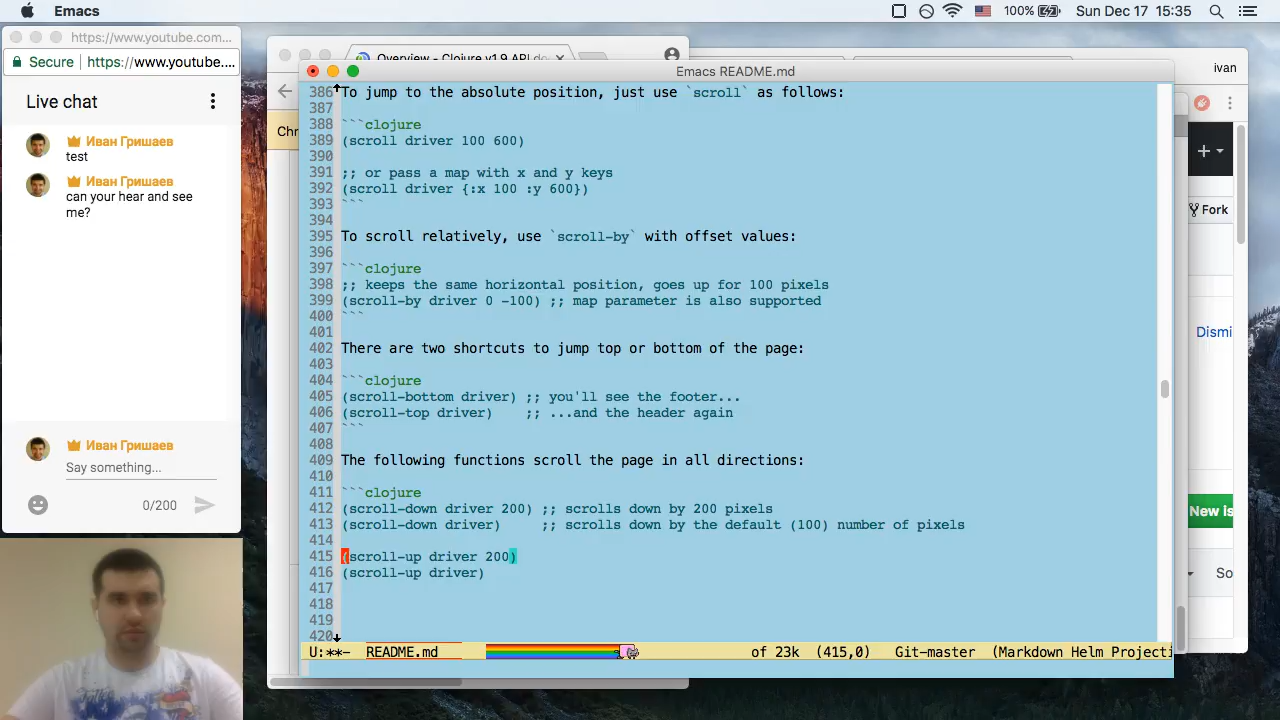 Emacs
100%
Sun Dec 17 15:35
https://www.youtube.com...
Secure
https://www.youtube....
Live chat
Иван Гришаев
test
Иван Гришаев
can your hear and see
me?
Иван Гришаев
Say something...
0/200
Overview - Clojure v1.9 API do
ivan
Chr
Fork
Dismi
New is
So
Emacs README.md
386 To jump to the absolute position, just use `scroll` as follows:
387
388 ```clojure
389 (scroll driver 100 600)
390
391 ;; or pass a map with x and y keys
392 (scroll driver {:x 100 :y 600})
393 ```
394
395 To scroll relatively, use `scroll-by` with offset values:
396
397 ```clojure
398 ;; keeps the same horizontal position, goes up for 100 pixels
399 (scroll-by driver 0 -100) ;; map parameter is also supported
400 ```
401
402 There are two shortcuts to jump top or bottom of the page:
403
404 ```clojure
405 (scroll-bottom driver) ;; you'll see the footer...
406 (scroll-top driver)    ;; ...and the header again
407 ```
408
409 The following functions scroll the page in all directions:
410
411 ```clojure
412 (scroll-down driver 200) ;; scrolls down by 200 pixels
413 (scroll-down driver)     ;; scrolls down by the default (100) number of pixels
414
415 (scroll-up driver 200)
416 (scroll-up driver)
417
418
419
420
U:**-  README.md of 23k (415,0) Git-master (Markdown Helm Projecti